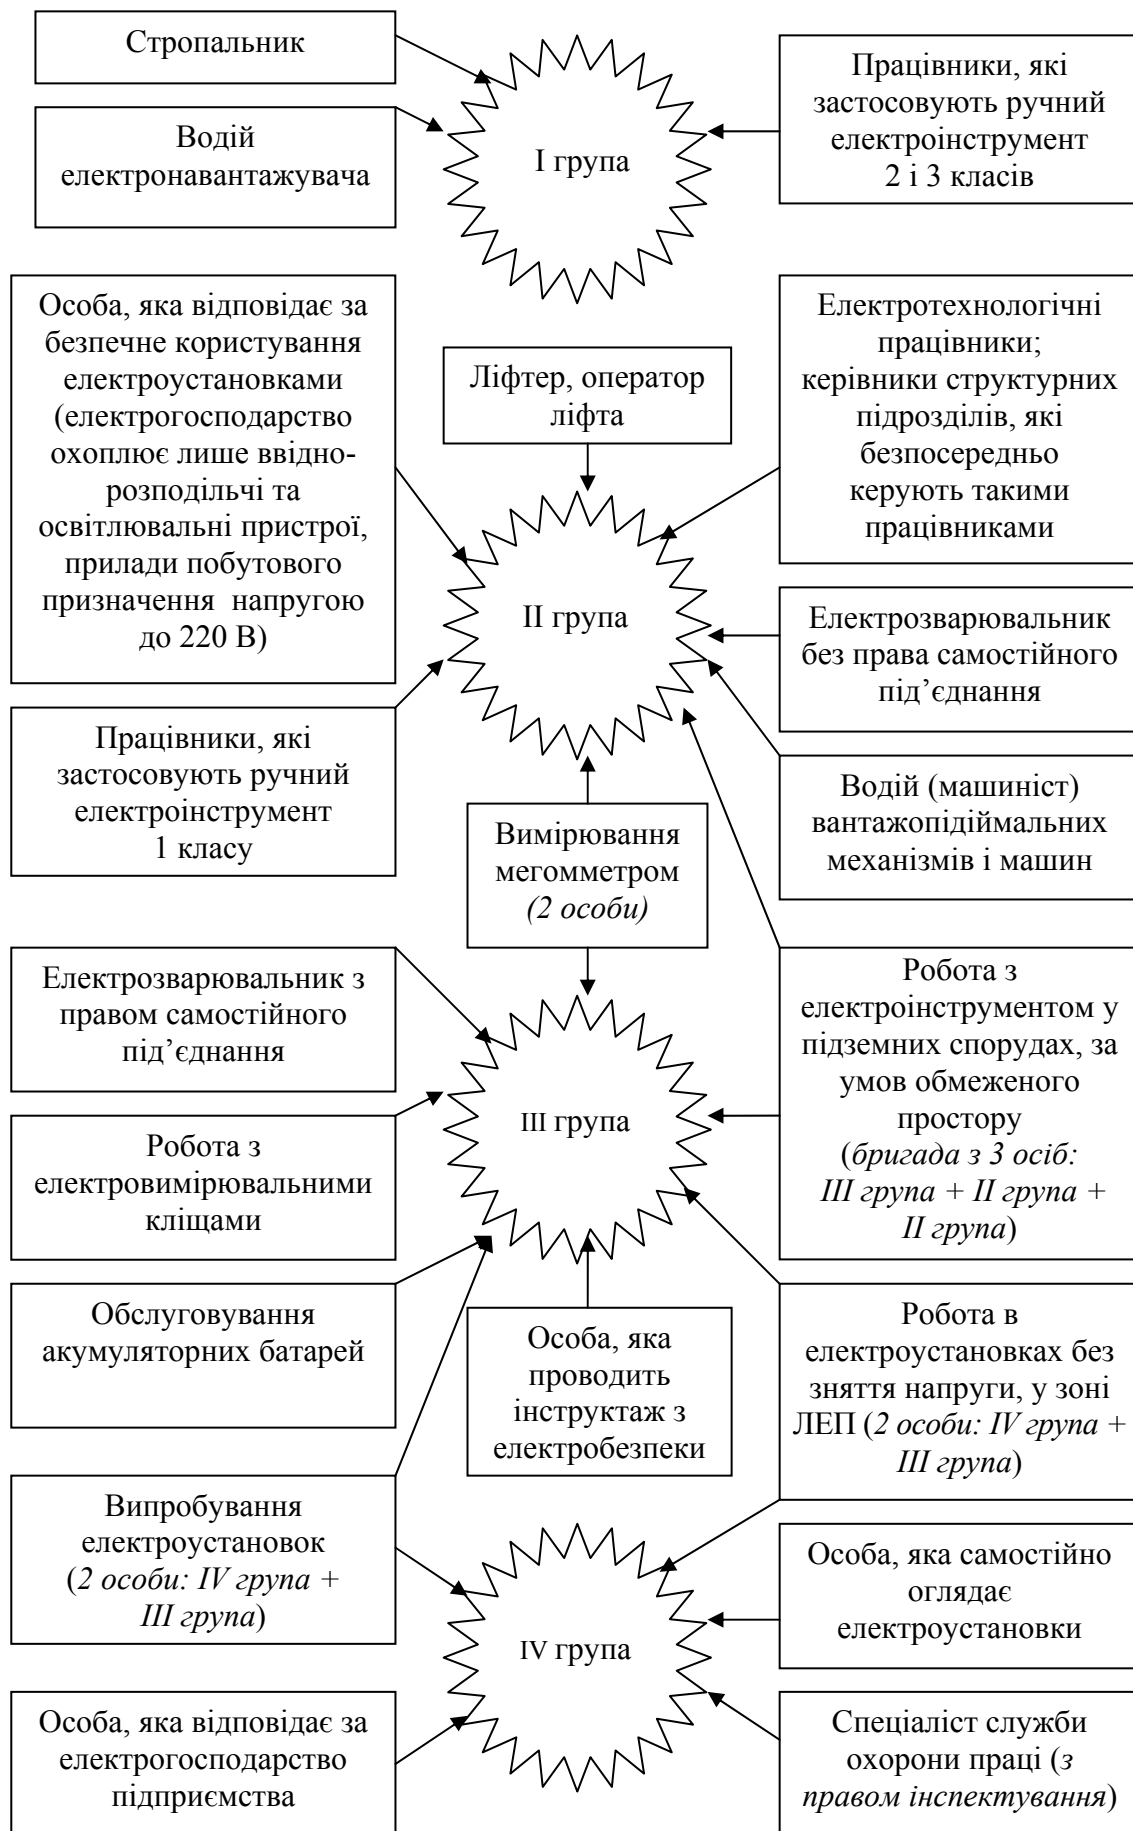 Стропальник
Водій
електронавантажувача
І група
Працівники, які
застосовують ручний
електроінструмент
2 і 3 класів
Особа, яка відповідає за
безпечне користування
електроустановками
(електрогосподарство
охоплює лише ввідно-
розподільчі та
освітлювальні пристрої,
прилади побутового
призначення напругою
до 220 В)
Ліфтер, оператор
ліфта
Електротехнологічні
працівники;
керівники структурних
підрозділів, які
безпосередньо
керують такими
працівниками
ІІ група
Електрозварювальник
без права самостійного
під’єднання
Працівники, які
застосовують ручний
електроінструмент
1 класу
Вимірювання
мегомметром
(2 особи)
Водій (машиніст)
вантажопідіймальних
механізмів і машин
Електрозварювальник з
правом самостійного
під’єднання
ІІІ група
Робота з
електроінструментом у
підземних спорудах, за
умов обмеженого
простору
(бригада з 3 осіб:
ІІІ група + ІІ група +
ІІ група)
Робота з
електровимірювальними
кліщами
Обслуговування
акумуляторних батарей
Особа, яка
проводить
інструктаж з
електробезпеки
Робота в
електроустановках без
зняття напруги, у зоні
ЛЕП (2 особи: IV група +
ІІІ група)
Випробування
електроустановок
(2 особи: IV група +
ІІІ група)
IV група
Особа, яка самостійно
оглядає
електроустановки
Особа, яка відповідає за
електрогосподарство
підприємства
Спеціаліст служби
охорони праці (з
правом інспектування)